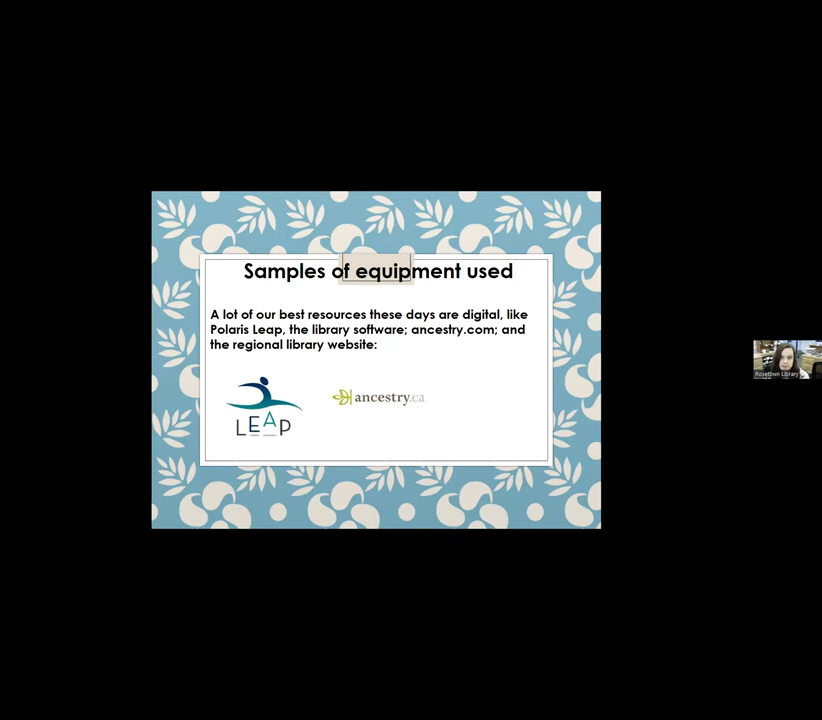 Samples of equipment used
A lot of our best resources these days are digital, like
Polaris Leap, the library software; ancestry.com; and
the regional library website:
LEAP
ancestry.ca
Rosetown Library